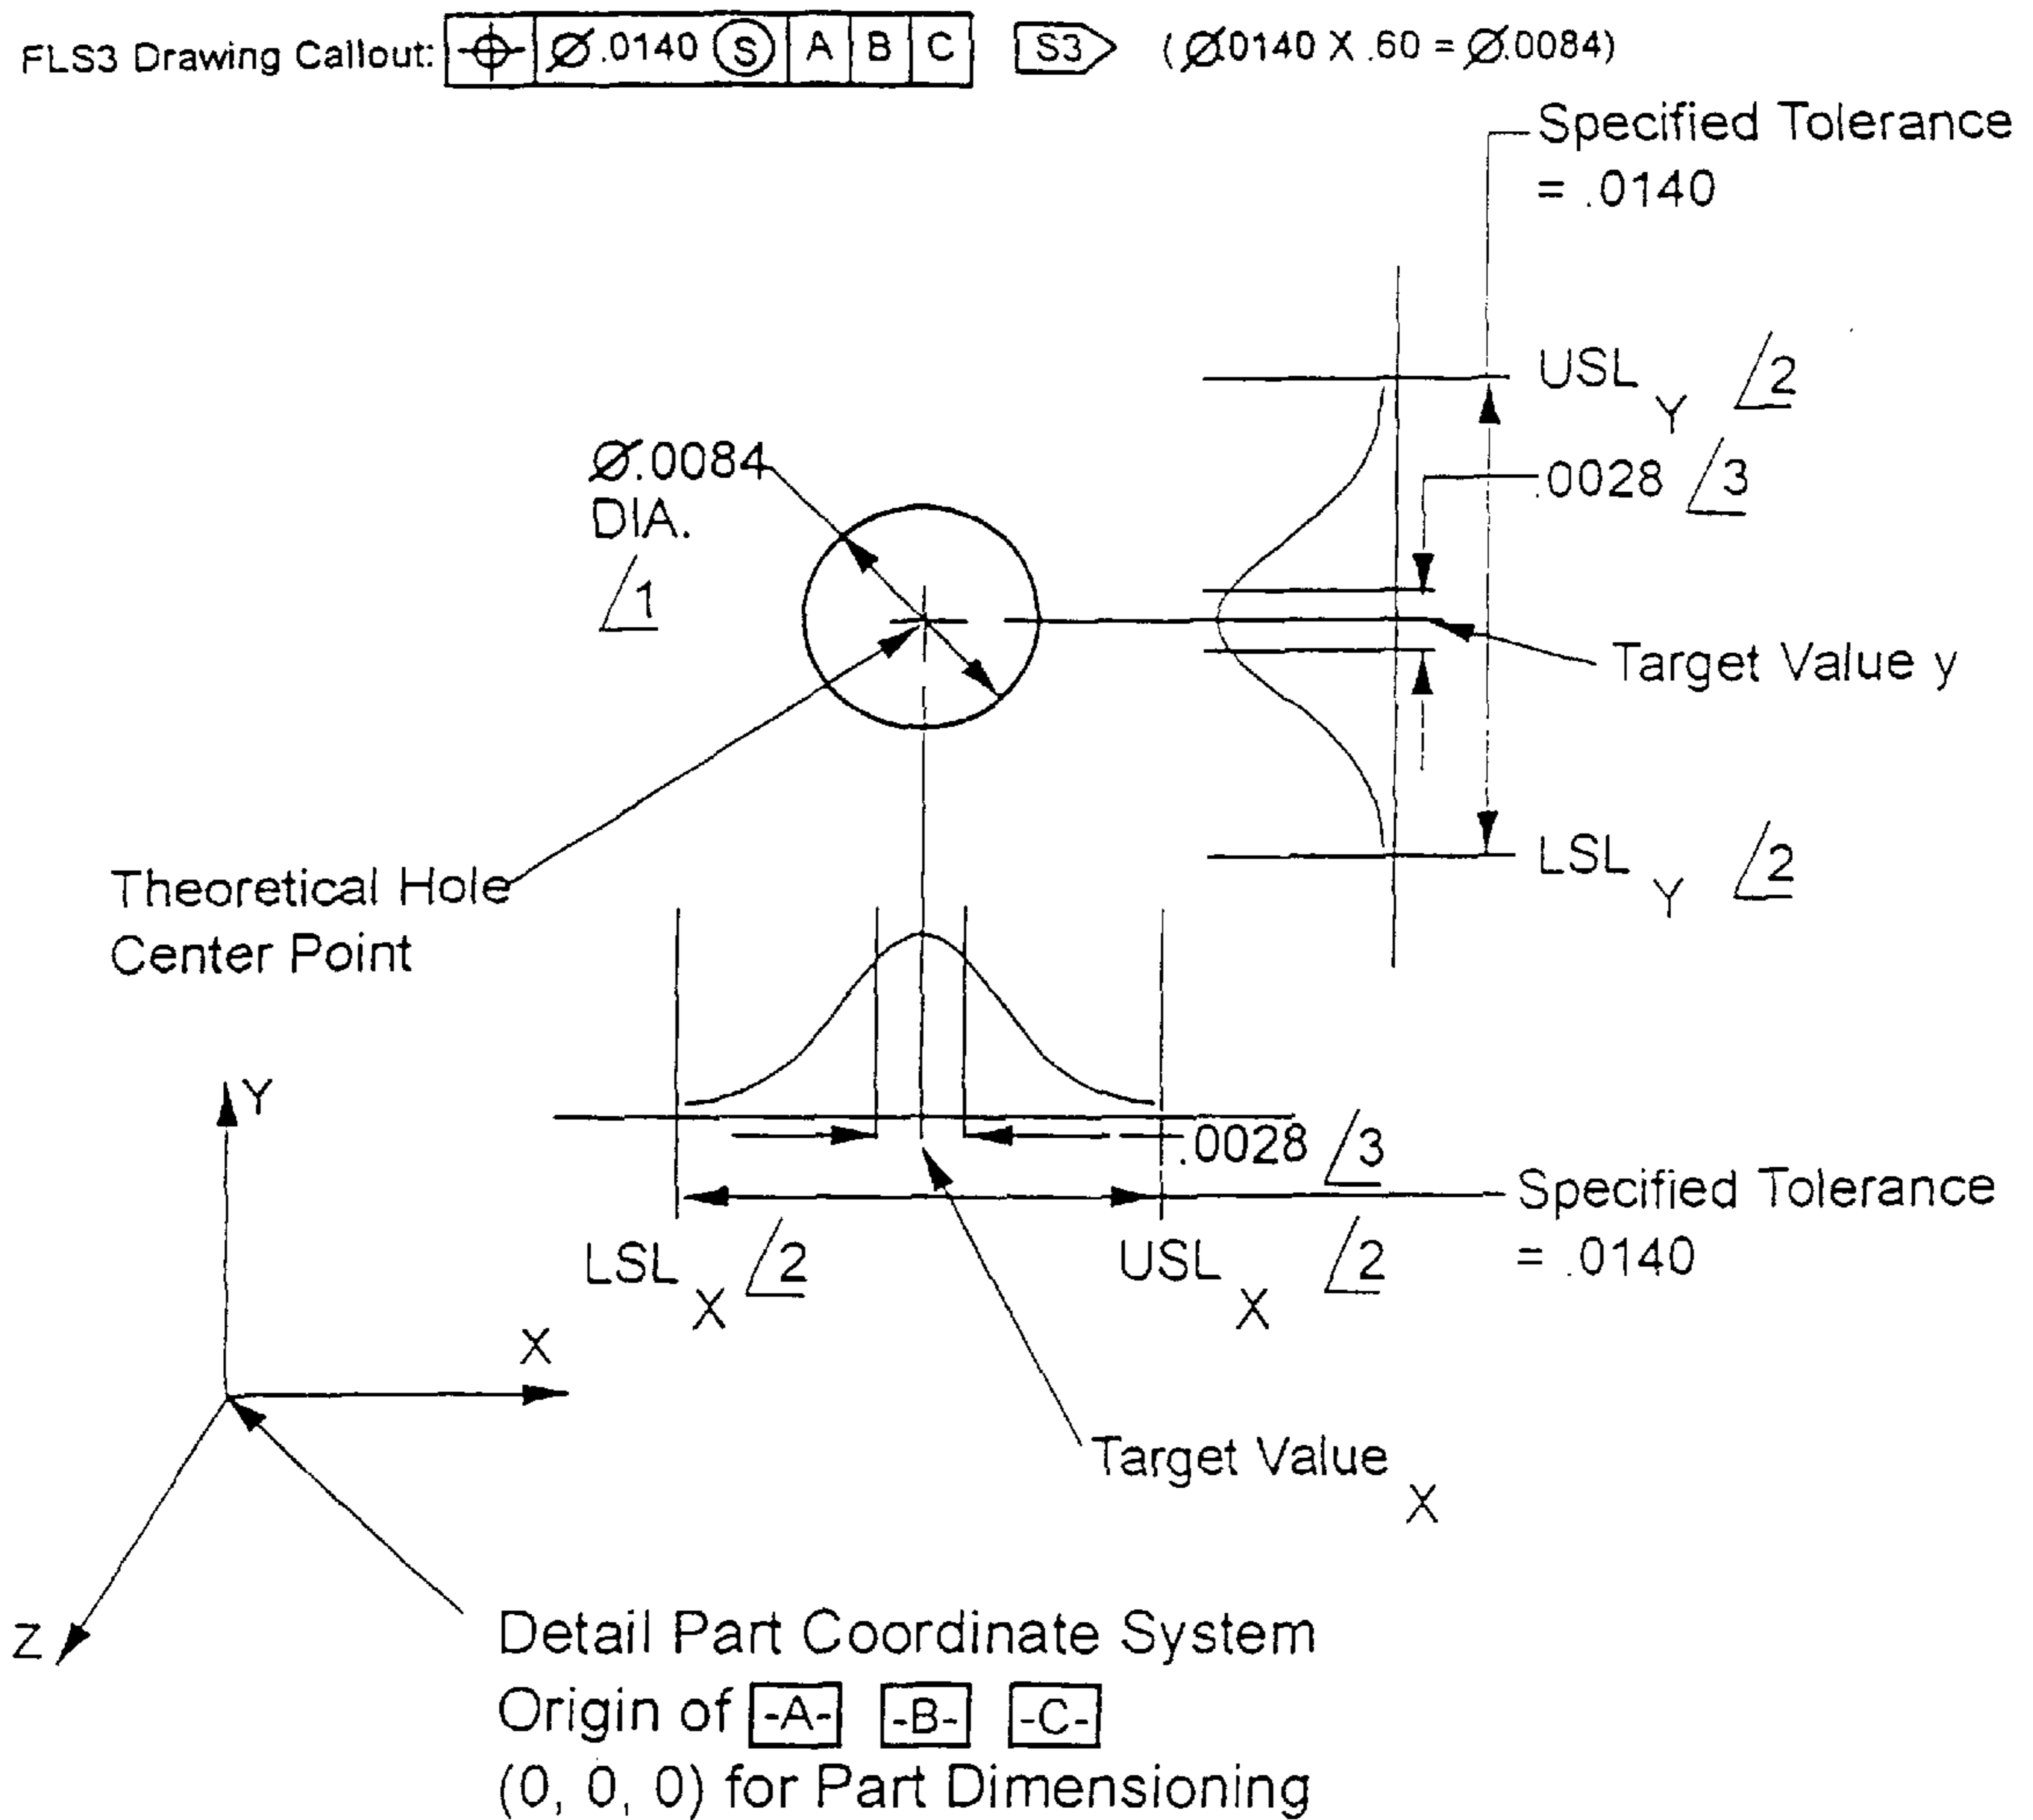 FLS3 Drawing Callout: ⌖ Ø.0140 Ⓢ A B C S3 (Ø.0140 X .60 = Ø.0084)
Specified Tolerance
= .0140
USL Y 2
.0028 3
Ø.0084
DIA.
1
Target Value y
LSL Y 2
Theoretical Hole
Center Point
Y
.0028 3
Specified Tolerance
= .0140
LSL X 2
USL X 2
X
Target Value X
Z
Detail Part Coordinate System
Origin of -A- -B- -C-
(0, 0, 0) for Part Dimensioning